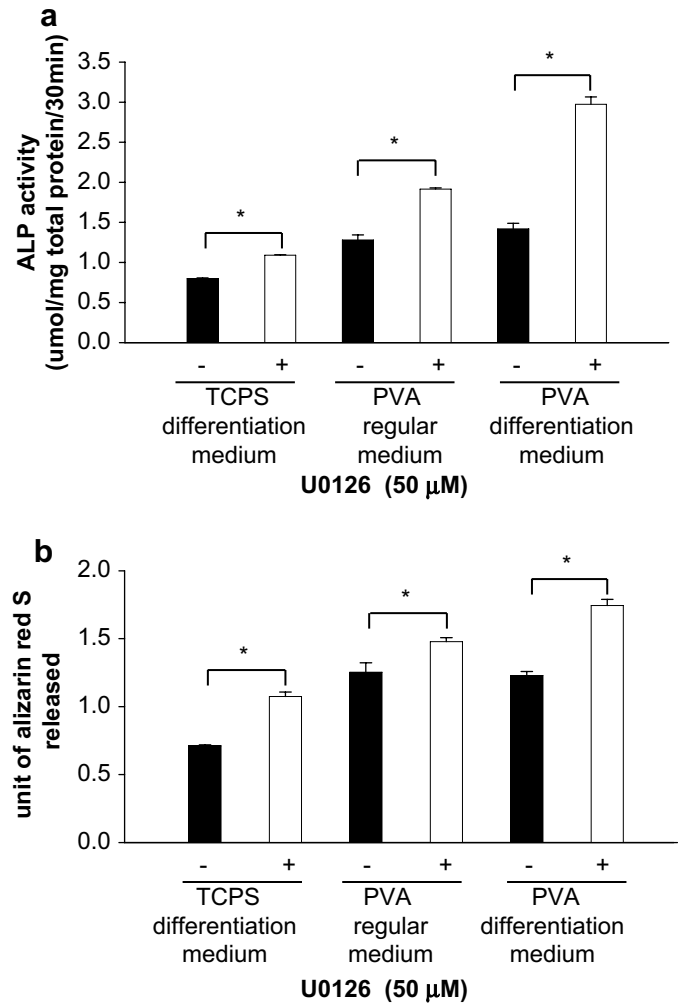 a
ALP activity
(umol/mg total protein/30min)
3.5
3.0
2.5
2.0
1.5
1.0
0.5
0.0
*
*
*
- + - + - +
TCPS PVA PVA
differentiation regular differentiation
medium medium medium
U0126 (50 μM)
b
unit of alizarin red S
released
2.0
1.5
1.0
0.5
0.0
*
*
*
- + - + - +
TCPS PVA PVA
differentiation regular differentiation
medium medium medium
U0126 (50 μM)